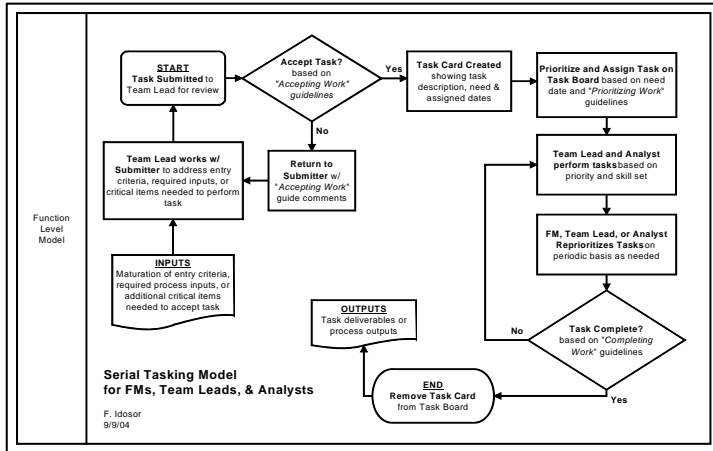 Function
Level
Model
START
Task Submitted to
Team Lead for review
Accept Task?
based on
"Accepting Work"
guidelines
Yes
Task Card Created
showing task
description, need &
assigned dates
Prioritize and Assign Task on
Task Board based on need
date and "Prioritizing Work"
guidelines
No
Team Lead works w/
Submitter to address entry
criteria, required inputs, or
critical items needed to perform
task
Return to
Submitter w/
"Accepting Work"
guide comments
Team Lead and Analyst
perform tasks based on
priority and skill set
FM, Team Lead, or Analyst
Reprioritizes Tasks on
periodic basis as needed
INPUTS
Maturation of entry criteria,
required process inputs, or
additional critical items
needed to accept task
OUTPUTS
Task deliverables or
process outputs
No
Task Complete?
based on "Completing
Work" guidelines
Yes
END
Remove Task Card
from Task Board
Serial Tasking Model
for FMs, Team Leads, & Analysts
F. Idosor
9/9/04